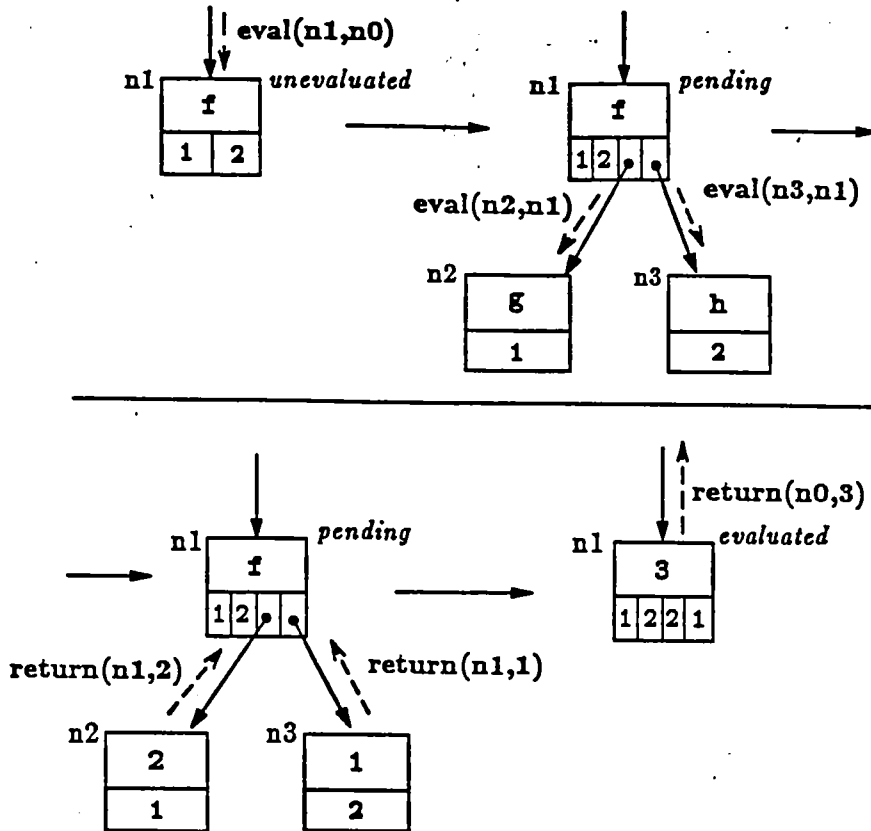 eval(n1,n0)
n1 unevaluated
f
1 2
n1 pending
f
1 2
eval(n2,n1) eval(n3,n1)
n2
g
1
n3
h
2
n1 pending
f
1 2
return(n1,2) return(n1,1)
n2
2
1
n3
1
2
return(n0,3)
n1 evaluated
3
1 2 2 1